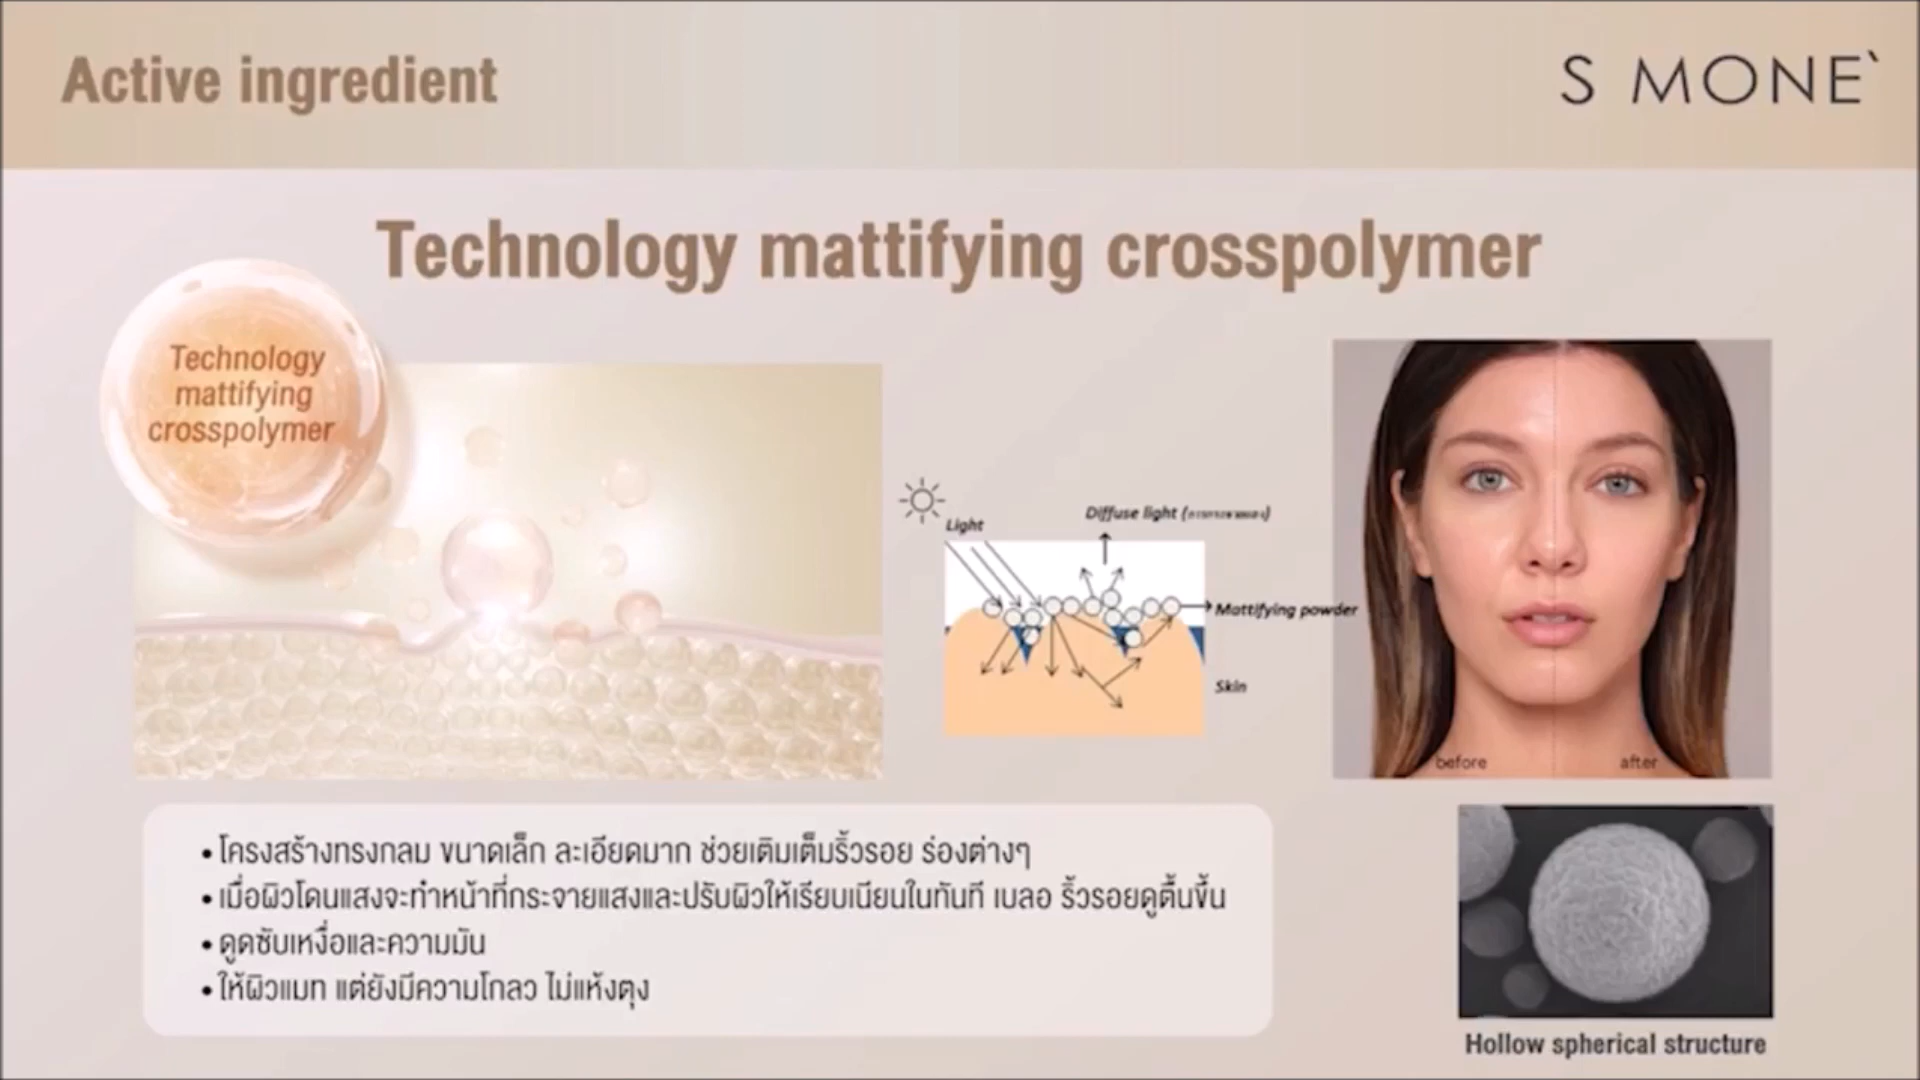 Active ingredient
S MONE`
Technology mattifying crosspolymer
Technology
mattifying
crosspolymer
Light
Diffuse light
Mattifying powder
Skin
before
after
• โครงสร้างทรงกลม ขนาดเล็ก ละเอียดมาก ช่วยเติมเต็มริ้วรอย ร่องต่างๆ
• เมื่อผิวโดนแสงจะทำหน้าที่กระจายแสงและปรับผิวให้เรียบเนียนในทันที เบลอ ริ้วรอยดูตื้นขึ้น
• ดูดซับเหงื่อและความมัน
• ให้ผิวแมท แต่ยังมีความโกลว ไม่แห้งตุง
Hollow spherical structure